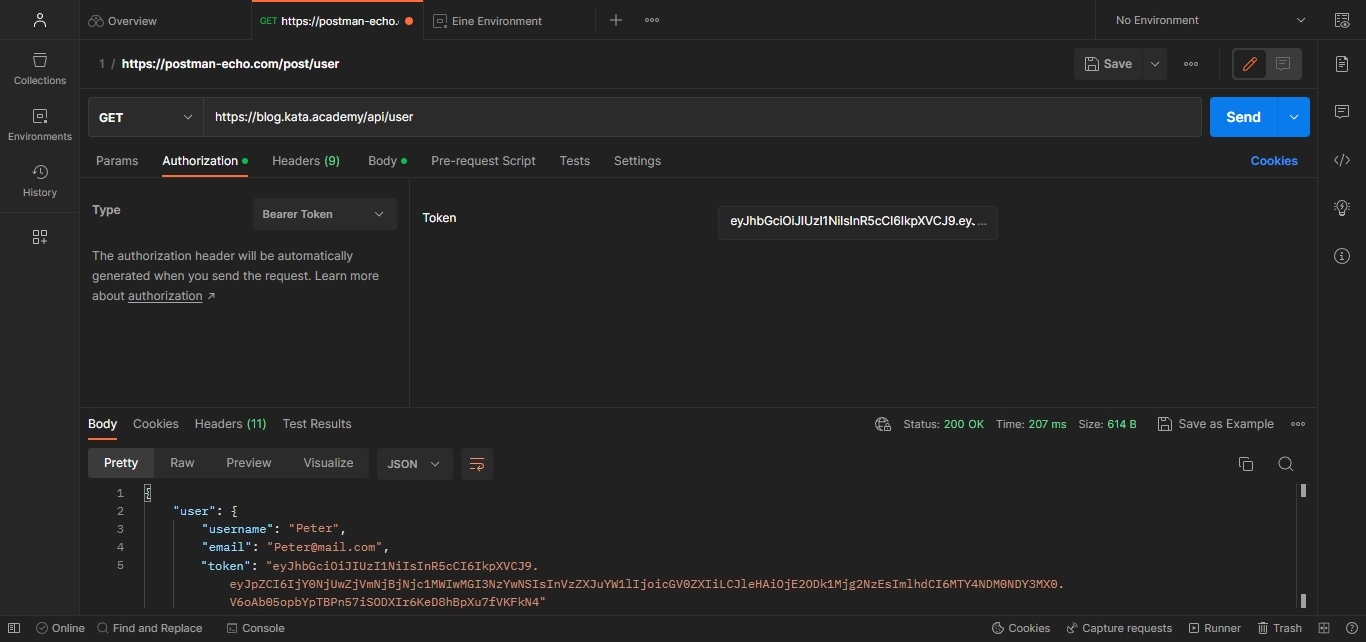 Overview
GET https://postman-echo.
Eine Environment
No Environment
Collections
Environments
History
1 / https://postman-echo.com/post/user
Save
GET
https://blog.kata.academy/api/user
Send
Params
Authorization
Headers (9)
Body
Pre-request Script
Tests
Settings
Cookies
Type
Bearer Token
The authorization header will be automatically
generated when you send the request. Learn more
about authorization ↗
Token
eyJhbGciOiJIUzI1NiIsInR5cCI6IkpXVCJ9.ey. ...
Body
Cookies
Headers (11)
Test Results
Status: 200 OK
Time: 207 ms
Size: 614 B
Save as Example
Pretty
Raw
Preview
Visualize
JSON
1 {
2 "user": {
3 "username": "Peter",
4 "email": "Peter@mail.com",
5 "token": "eyJhbGciOiJIUzI1NiIsInR5cCI6IkpXVCJ9.
eyJpZCI6IjY0NjUwZjVmNjBjNjc1MWIwMGI3NzYwNSIsInVzZXJuYW1lIjoicGV0ZXIiLCJleHAiOjE2ODk1Mjg2NzEsImlhdCI6MTY4NDM0NDY3MX0.
V6oAb05opbYpTBPn57iSODXIr6KeD8hBpXu7fVKFkN4"
Online
Find and Replace
Console
Cookies
Capture requests
Runner
Trash